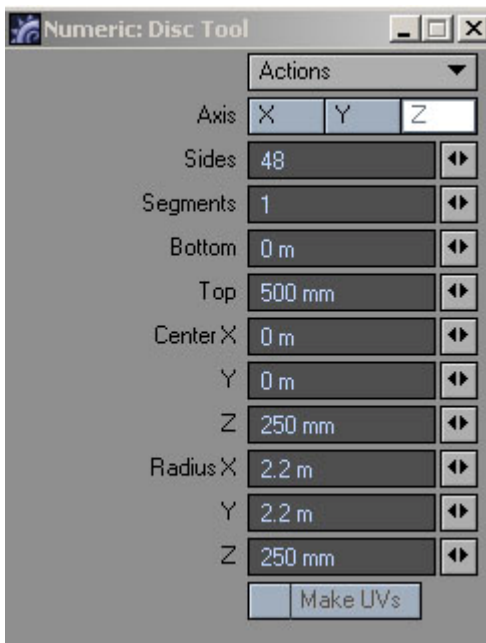 Numeric: Disc Tool
Actions
Axis X Y Z
Sides 48
Segments 1
Bottom 0 m
Top 500 mm
Center X 0 m
Y 0 m
Z 250 mm
Radius X 2.2 m
Y 2.2 m
Z 250 mm
Make UVs